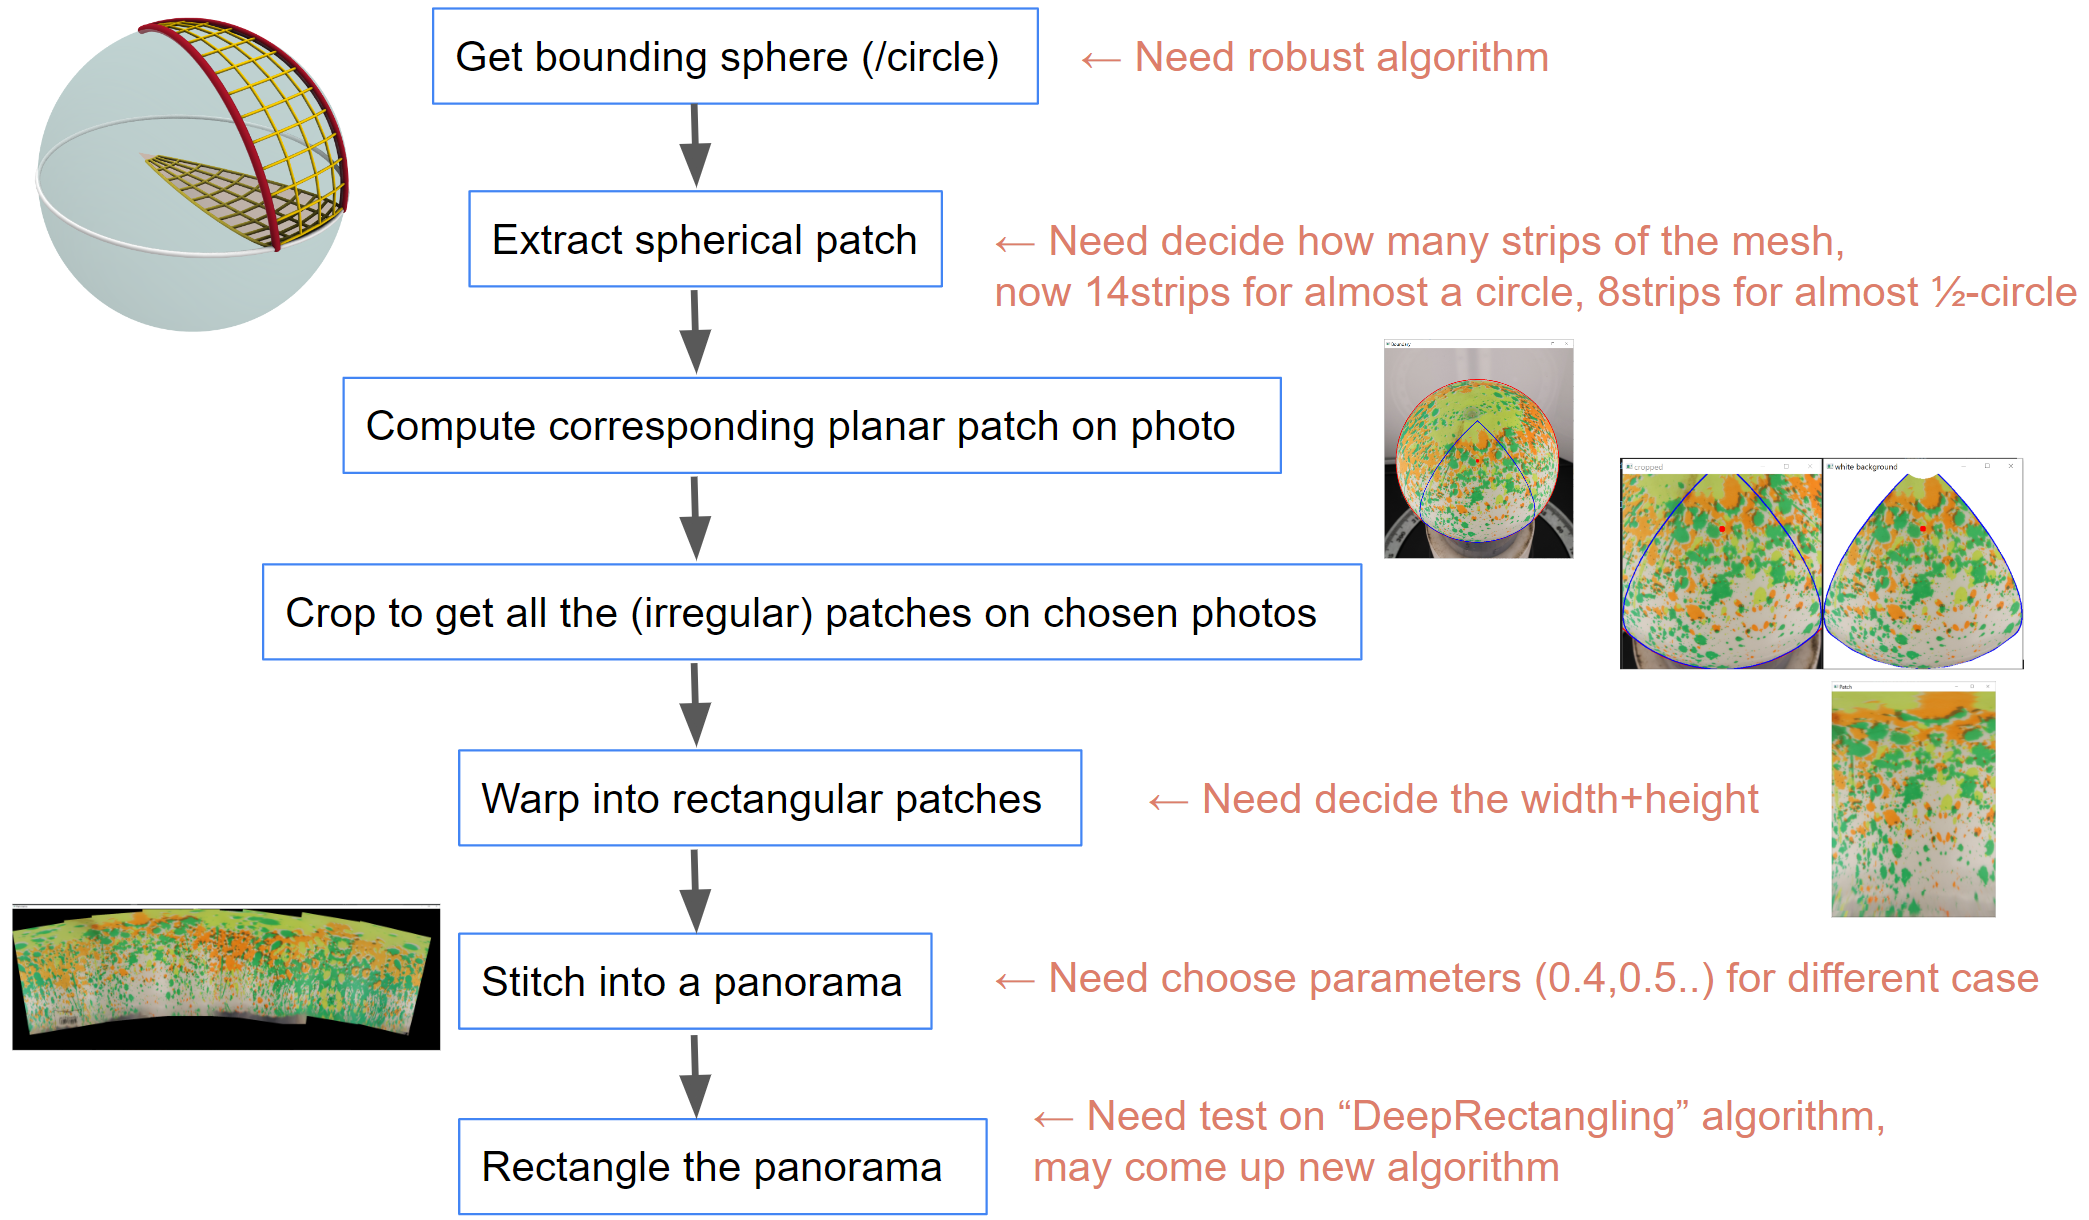 Get bounding sphere (/circle)
← Need robust algorithm
Extract spherical patch
← Need decide how many strips of the mesh,
now 14strips for almost a circle, 8strips for almost ½-circle
Boundary
Compute corresponding planar patch on photo
cropped
white background
Crop to get all the (irregular) patches on chosen photos
Patch
Warp into rectangular patches
← Need decide the width+height
Stitch into a panorama
← Need choose parameters (0.4,0.5..) for different case
Rectangle the panorama
← Need test on “DeepRectangling” algorithm,
may come up new algorithm